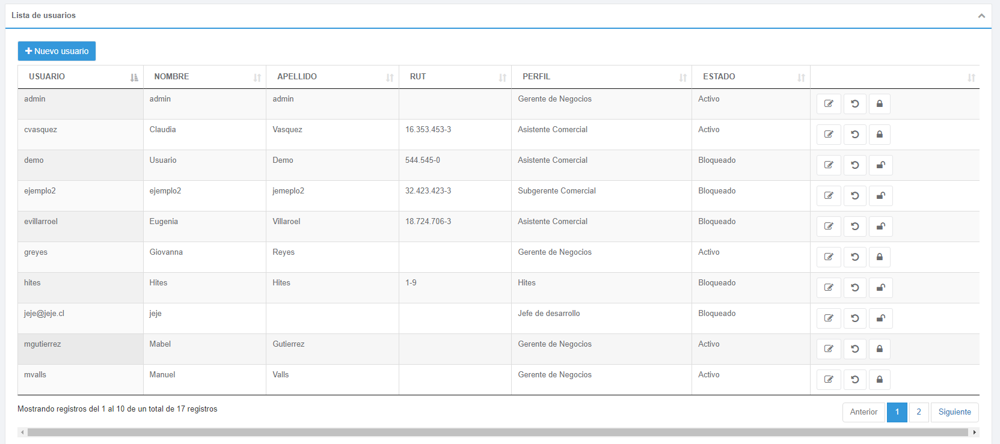 Lista de usuarios
Nuevo usuario
USUARIO NOMBRE APELLIDO RUT PERFIL ESTADO
admin admin admin Gerente de Negocios Activo
cvasquez Claudia Vasquez 16.353.453-3 Asistente Comercial Activo
demo Usuario Demo 544.545-0 Asistente Comercial Bloqueado
ejemplo2 ejemplo2 jemeplo2 32.423.423-3 Subgerente Comercial Bloqueado
evillarroel Eugenia Villaroel 18.724.706-3 Asistente Comercial Bloqueado
greyes Giovanna Reyes Gerente de Negocios Activo
hites Hites Hites 1-9 Hites Bloqueado
jeje@jeje.cl jeje Jefe de desarrollo Bloqueado
mgutierrez Mabel Gutierrez Gerente de Negocios Activo
mvalls Manuel Valls Gerente de Negocios Activo
Mostrando registros del 1 al 10 de un total de 17 registros
Anterior 1 2 Siguiente